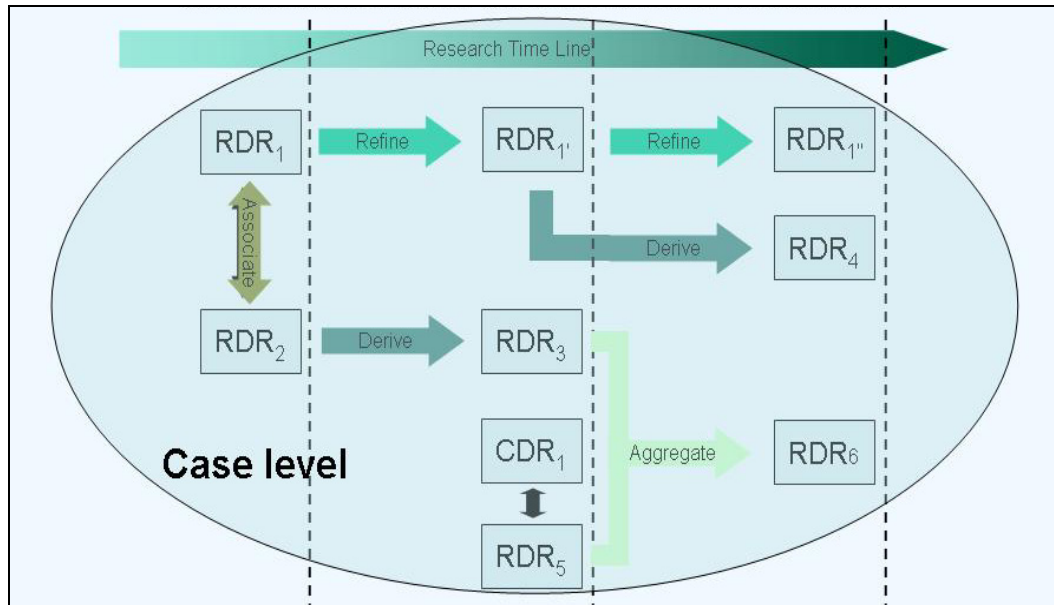 Research Time Line
RDR₁ Refine RDR₁' Refine RDR₁"
Associate
Derive RDR₄
RDR₂ Derive RDR₃
CDR₁ Aggregate RDR₆
Case level
RDR₅